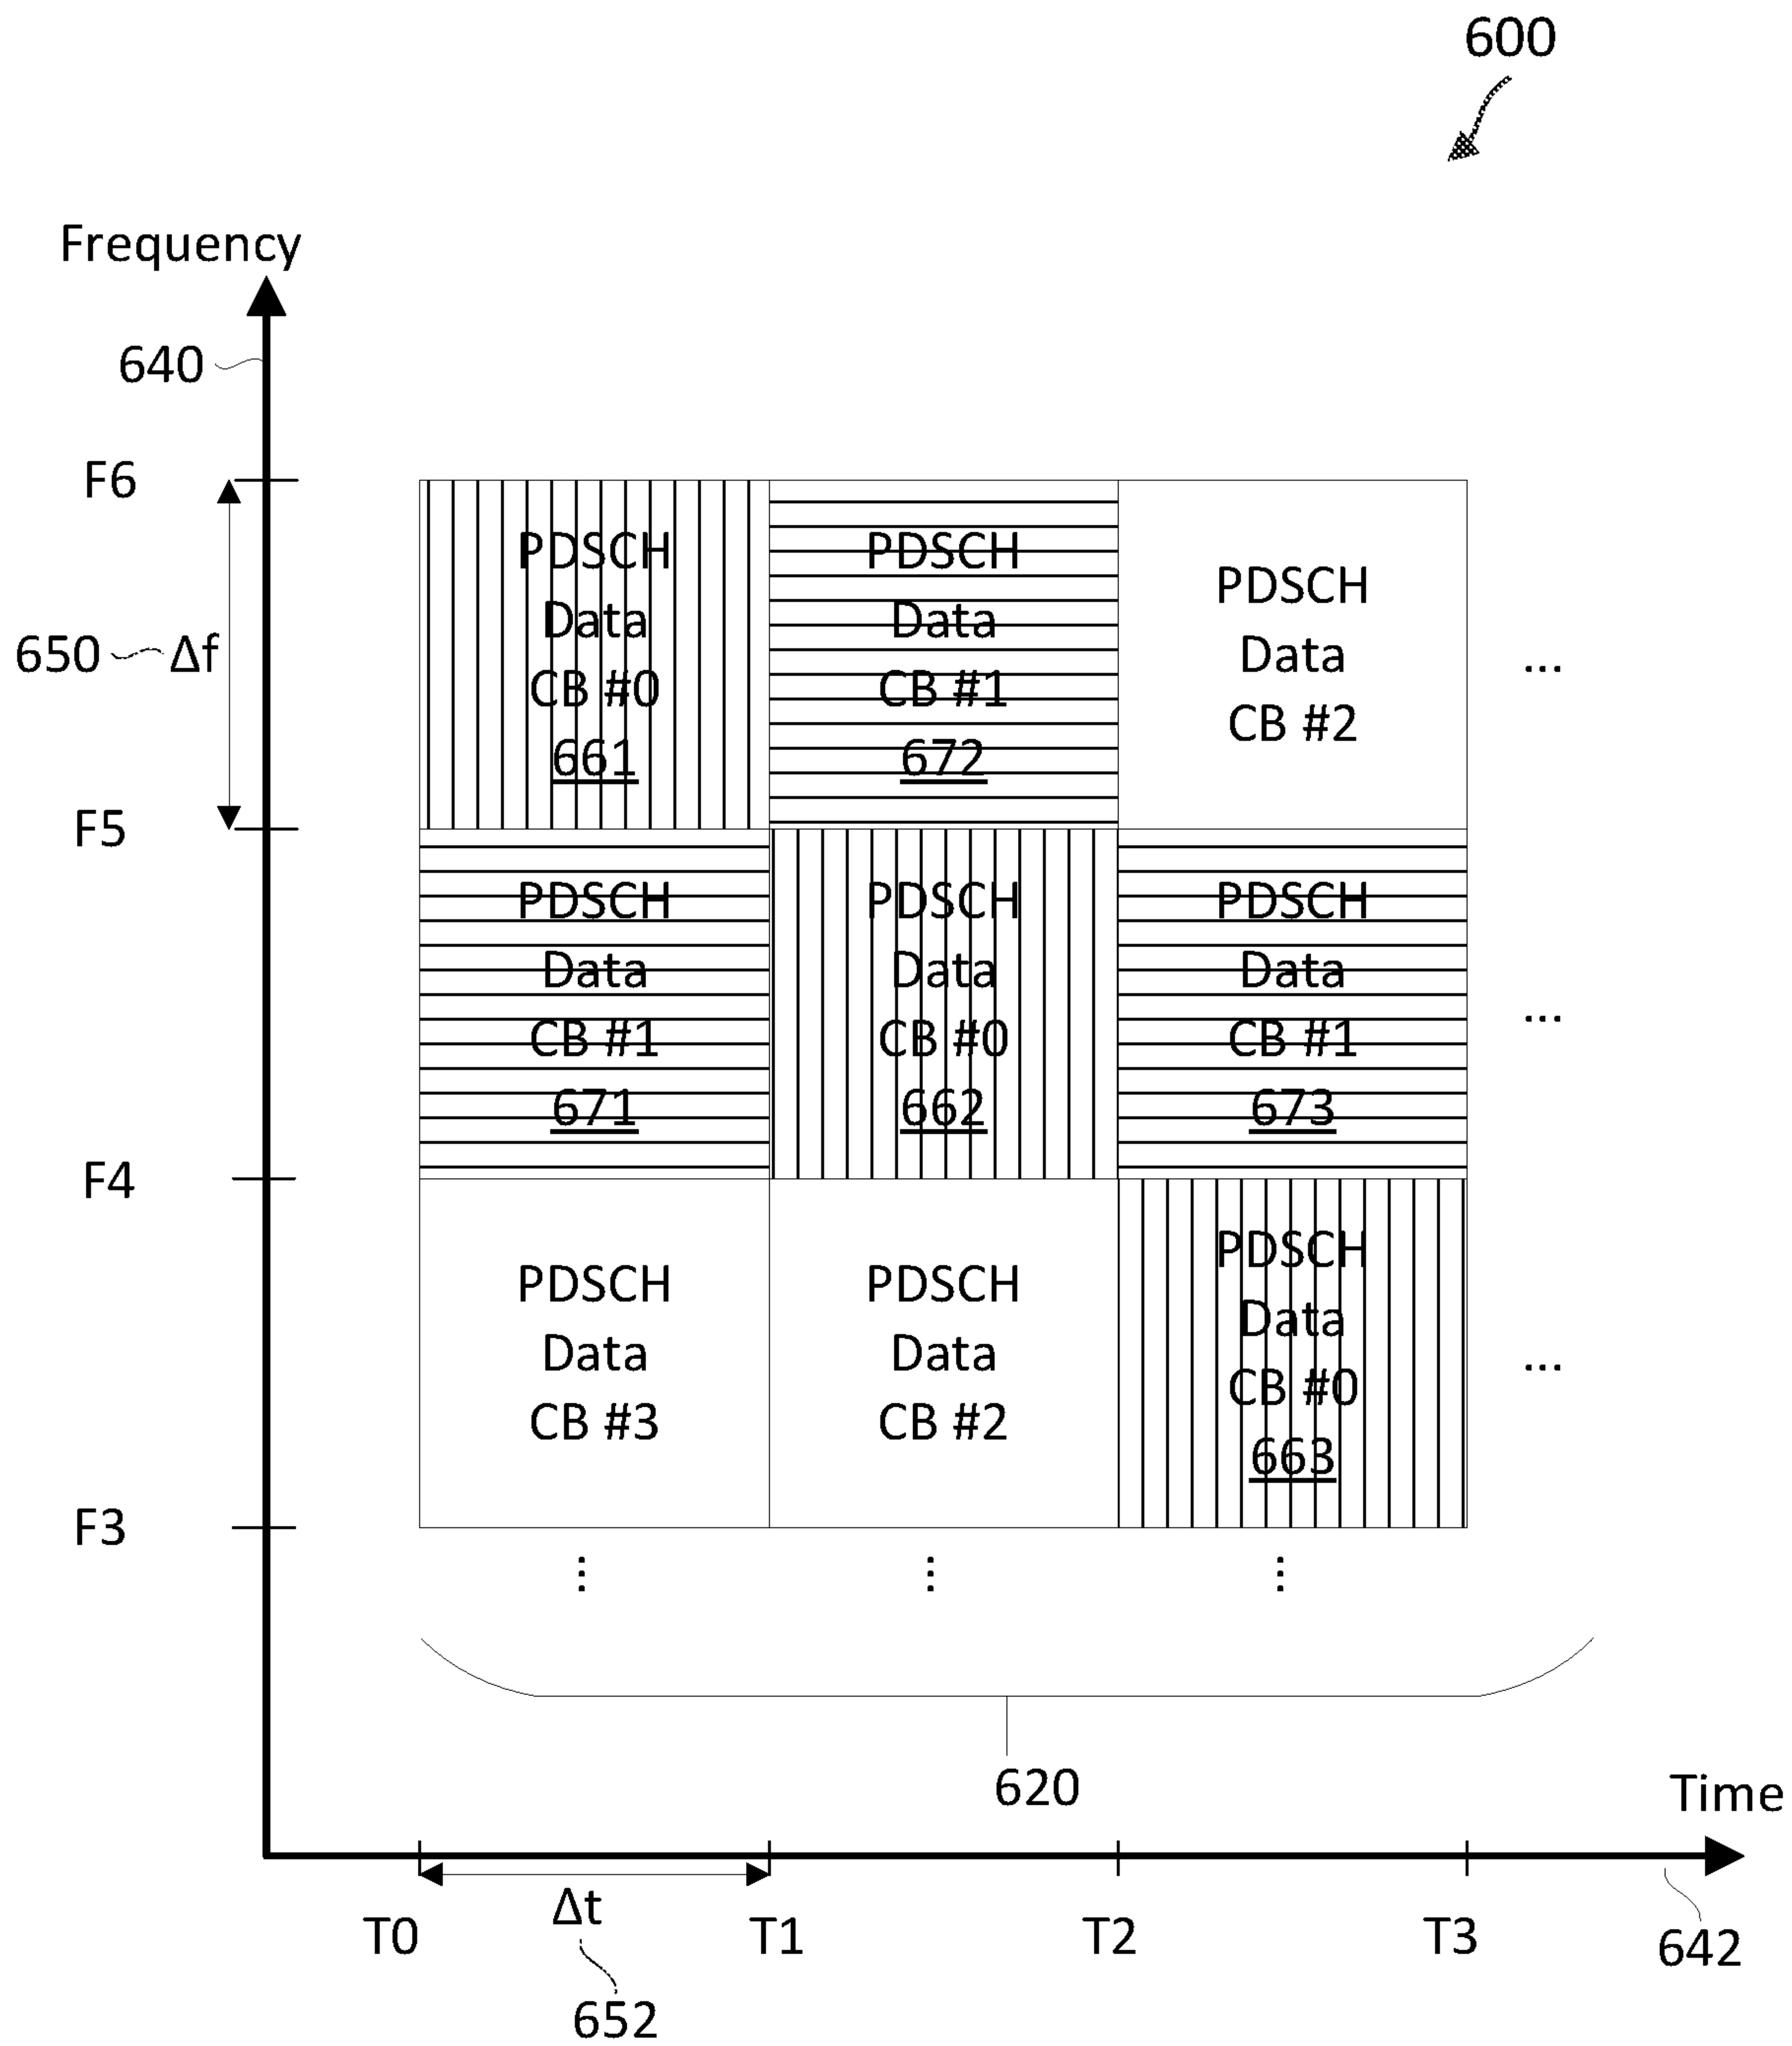 600
Frequency
640
F6
650
Δf
F5
F4
F3
PDSCH
Data
CB #0
661
PDSCH
Data
CB #1
672
PDSCH
Data
CB #2
...
PDSCH
Data
CB #1
671
PDSCH
Data
CB #0
662
PDSCH
Data
CB #1
673
...
PDSCH
Data
CB #3
PDSCH
Data
CB #2
PDSCH
Data
CB #0
663
...
620
Time
T0
Δt
T1
T2
T3
642
652